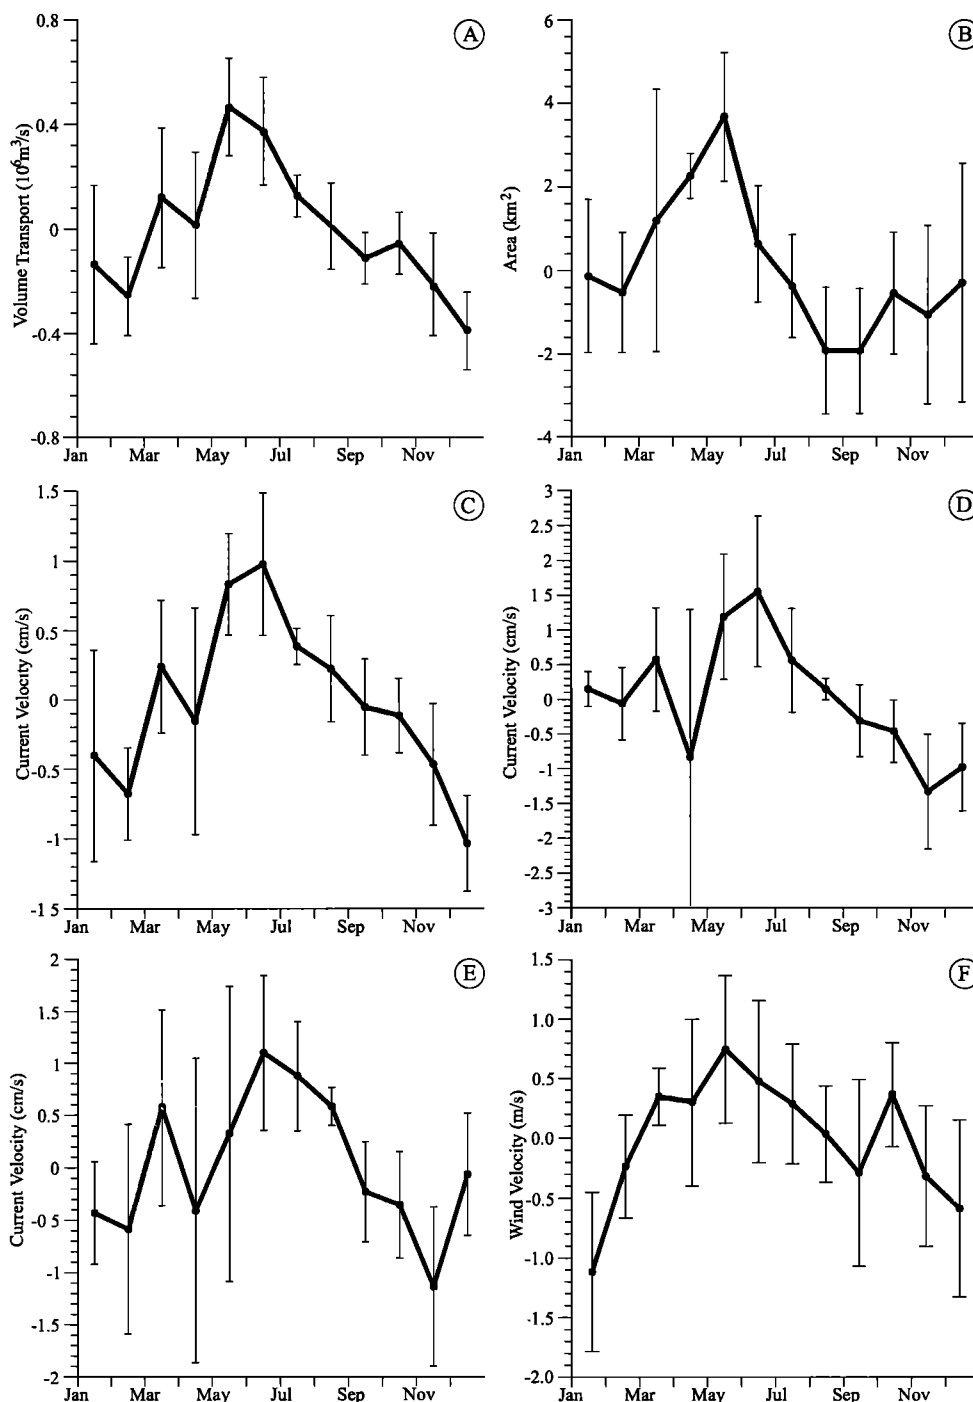 A
0.8
0.4
0
-0.4
-0.8
Volume Transport (10⁶m³/s)
Jan Mar May Jul Sep Nov
B
6
4
2
0
-2
-4
Area (km²)
Jan Mar May Jul Sep Nov
C
1.5
1
0.5
0
-0.5
-1
-1 5
Current Velocity (cm/s)
Jan Mar May Jul Sep Nov
D
3
2.5
2
1.5
1
0.5
0
-0.5
-1
-1.5
-2
-2.5
-3
Current Velocity (cm/s)
Jan Mar May Jul Sep Nov
E
2
1.5
1
0.5
0
-0.5
-1
-1.5
-2
Current Velocity (cm/s)
Jan Mar May Jul Sep Nov
F
1.5
1.0
0.5
0.0
-0.5
-1.0
-1.5
-2.0
Wind Velocity (m/s)
Jan Mar May Jul Sep Nov